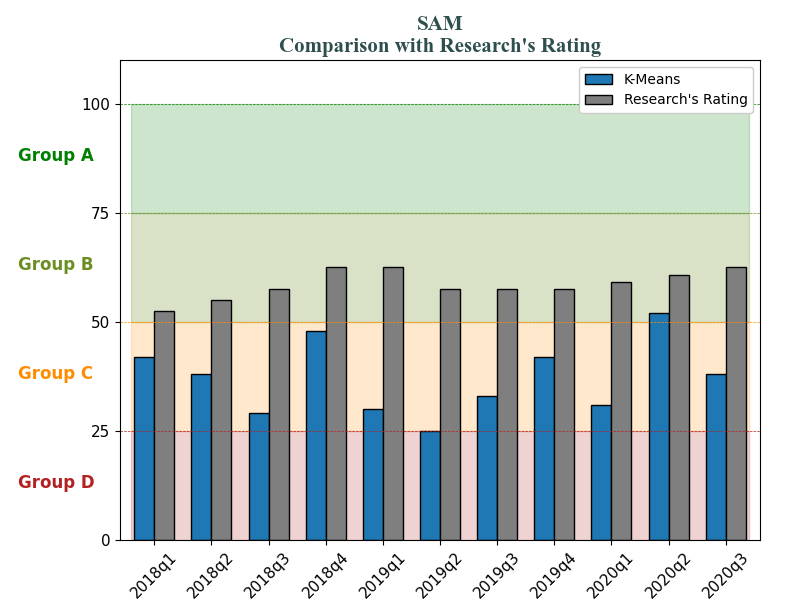 SAM
Comparison with Research's Rating
K-Means
Research's Rating
100
Group A
75
Group B
50
Group C
25
Group D
0
2018q1
2018q2
2018q3
2018q4
2019q1
2019q2
2019q3
2019q4
2020q1
2020q2
2020q3